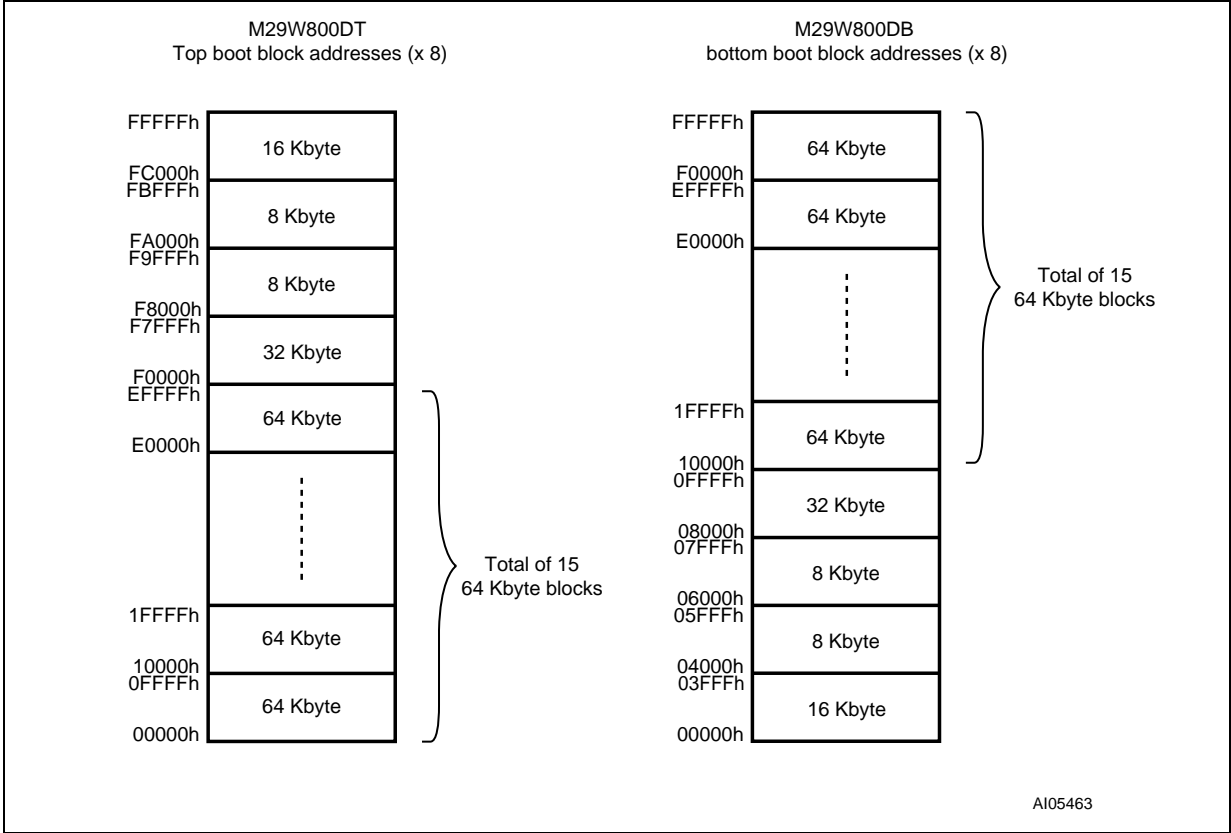 M29W800DT
Top boot block addresses (x 8)
FFFFFh
16 Kbyte
FC000h
FBFFFh
8 Kbyte
FA000h
F9FFFh
8 Kbyte
F8000h
F7FFFh
32 Kbyte
F0000h
EFFFFh
64 Kbyte
E0000h
Total of 15
64 Kbyte blocks
1FFFFh
64 Kbyte
10000h
0FFFFh
64 Kbyte
00000h
M29W800DB
bottom boot block addresses (x 8)
FFFFFh
64 Kbyte
F0000h
EFFFFh
64 Kbyte
E0000h
Total of 15
64 Kbyte blocks
1FFFFh
64 Kbyte
10000h
0FFFFh
32 Kbyte
08000h
07FFFh
8 Kbyte
06000h
05FFFh
8 Kbyte
04000h
03FFFh
16 Kbyte
00000h
AI05463